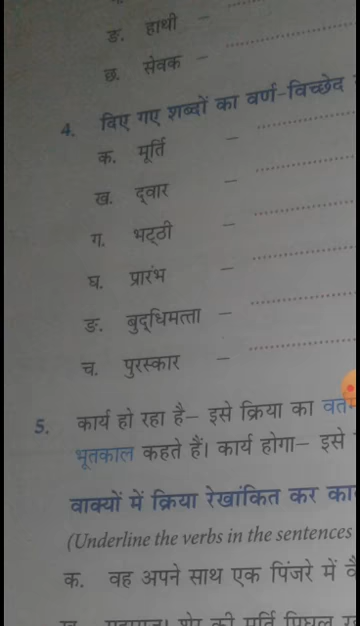 ङ. हाथी –
छ. सेवक –
4. दिए गए शब्दों का वर्ण-विच्छेद
क. मूर्ति –
ख. द्वार –
ग. भट्ठी –
घ. प्रारंभ –
ङ. बुद्धिमत्ता –
च. पुरस्कार –
5. कार्य हो रहा है– इसे क्रिया का
भूतकाल कहते हैं। कार्य होगा– इसे
वाक्यों में क्रिया रेखांकित कर
(Underline the verbs in the sentences
क. वह अपने साथ एक पिंजरे में